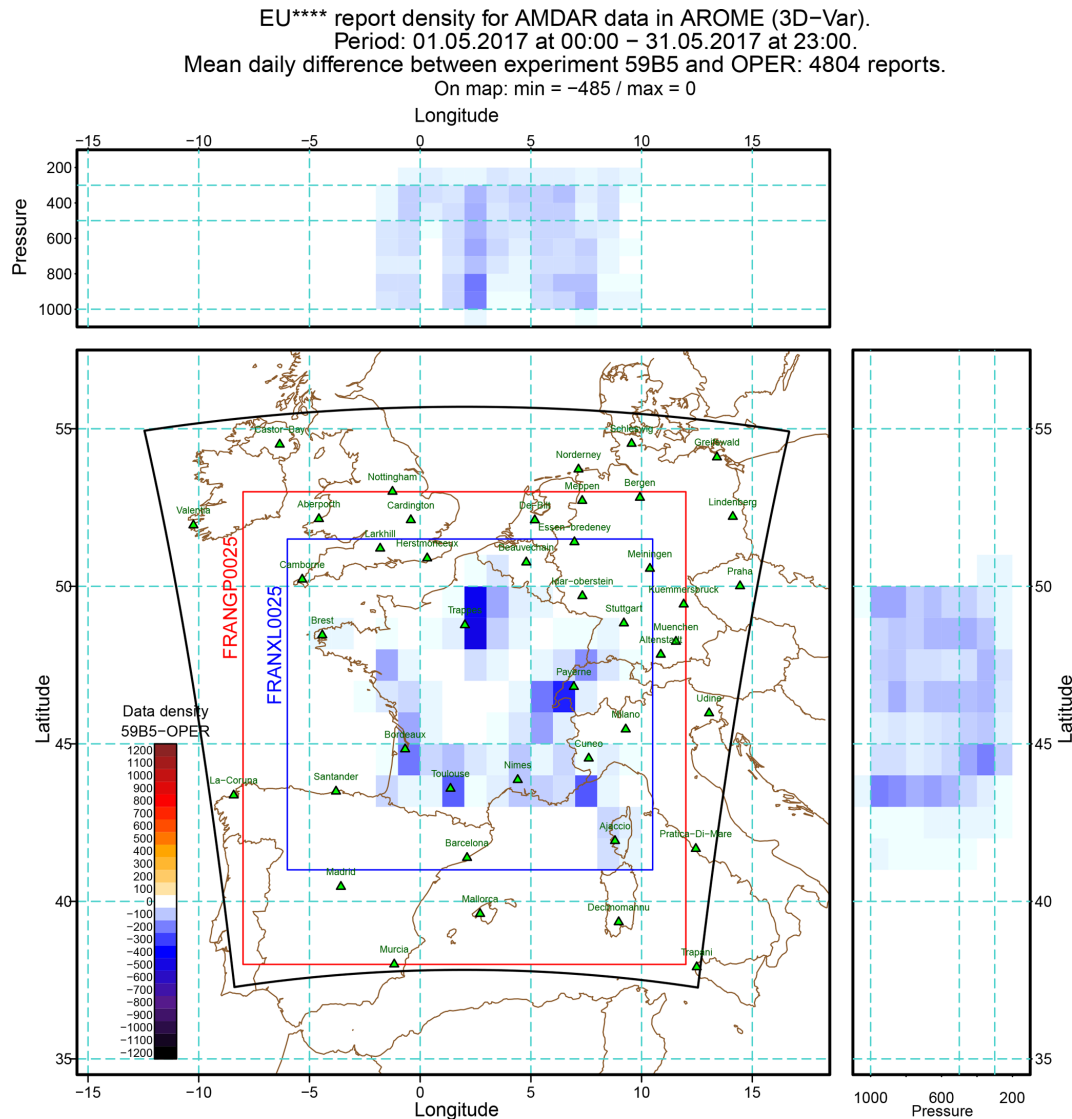 EU**** report density for AMDAR data in AROME (3D−Var).
Period: 01.05.2017 at 00:00 − 31.05.2017 at 23:00.
Mean daily difference between experiment 59B5 and OPER: 4804 reports.
On map: min = −485 / max = 0
Longitude
−15 −10 −5 0 5 10 15
Pressure
200
400
600
800
1000
55
50
45
40
35
Latitude
Castor−Bay
Schleswig
Greifswald
Norderney
Nottingham
Meppen
Bergen
Valentia
Aberporth
Cardington
De−Bilt
Lindenberg
Essen−bredeney
Larkhill
Herstmonceux
Beauvechain
Meiningen
Camborne
Idar−oberstein
Praha
Kuemmersbruck
Brest
Trappes
Stuttgart
Muenchen
Altenstadt
Payerne
Udine
Milano
Bordeaux
Cuneo
La−Coruna
Santander
Toulouse
Nimes
Ajaccio
Pratica−Di−Mare
Barcelona
Madrid
Mallorca
Decimomannu
Murcia
Trapani
FRANGP0025
FRANXL0025
Data density
59B5−OPER
1200
1100
1000
900
800
700
600
500
400
300
200
100
0
−100
−200
−300
−400
−500
−600
−700
−800
−900
−1000
−1100
−1200
−15 −10 −5 0 5 10 15
Longitude
55
50
45
40
35
Latitude
1000 600 200
Pressure